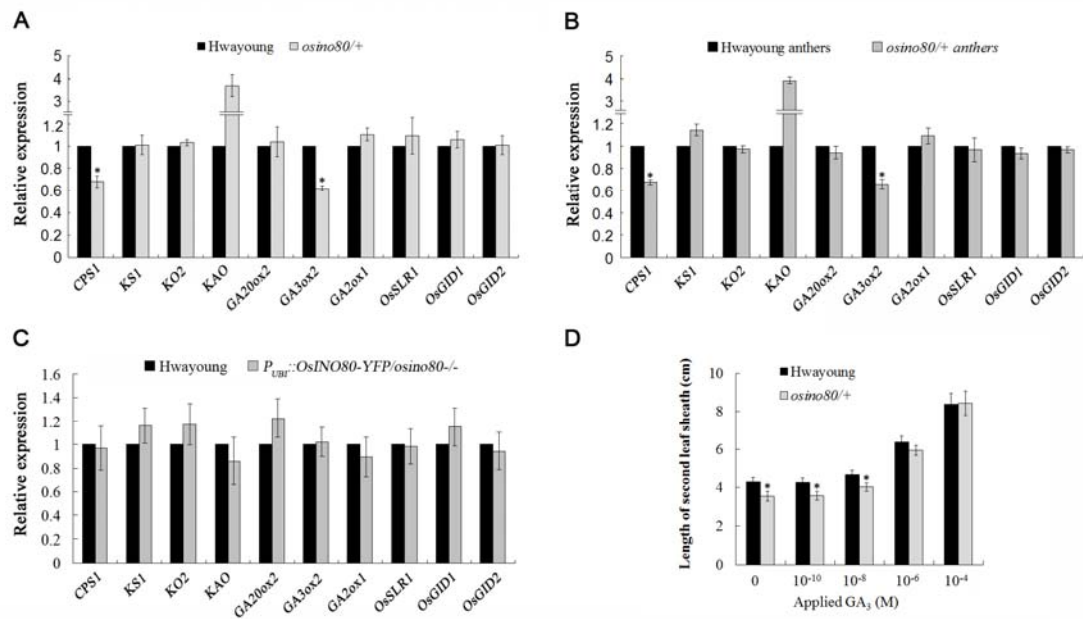 A
Hwayoung osino80/+
Relative expression
5
4
3
2
1.2
1
0.8
0.6
0.4
0.2
0
*
*
CPS1 KS1 KO2 KAO GA20ox2 GA3ox2 GA2ox1 OsSLR1 OsGID1 OsGID2
B
Hwayoung anthers osino80/+ anthers
Relative expression
5
4
3
2
1.2
1
0.8
0.6
0.4
0.2
0
*
*
CPS1 KS1 KO2 KAO GA20ox2 GA3ox2 GA2ox1 OsSLR1 OsGID1 OsGID2
C
Hwayoung P_UBI::OsINO80-YFP/osino80-/-
Relative expression
1.6
1.4
1.2
1
0.8
0.6
0.4
0.2
0
CPS1 KS1 KO2 KAO GA20ox2 GA3ox2 GA2ox1 OsSLR1 OsGID1 OsGID2
D
Hwayoung
osino80/+
Length of second leaf sheath (cm)
10
8
6
4
2
0
* * *
0 10⁻¹⁰ 10⁻⁸ 10⁻⁶ 10⁻⁴
Applied GA₃ (M)